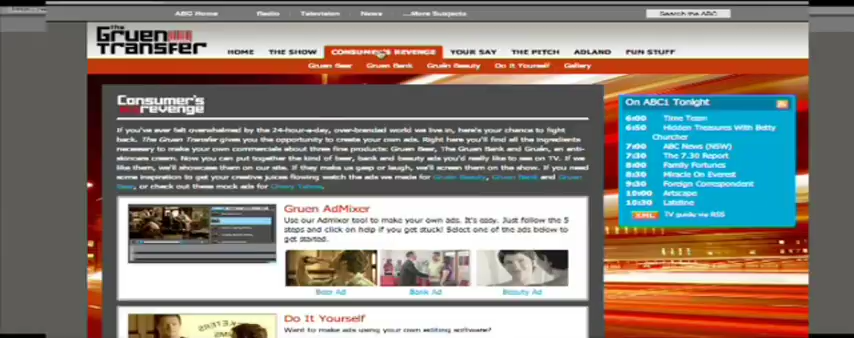 ABC Home
Radio
Television
News
...More Subjects
Search the ABC
the
Gruen
Transfer
HOME
THE SHOW
CONSUMER'S REVENGE
YOUR SAY
THE PITCH
ADLAND
FUN STUFF
Gruen Beer
Gruen Bank
Gruen Beauty
Do It Yourself
Gallery
Consumer's
revenge
If you've ever felt overwhelmed by the 24-hour-a-day, over-branded world we live in, here's your chance to fight
back. The Gruen Transfer gives you the opportunity to create your own ads. Right here you'll find all the ingredients
necessary to make your own commercials about three fine products: Gruen Beer, The Gruen Bank and Gruén, an anti-
skincare cream. Now you can put together the kind of beer, bank and beauty ads you'd really like to see on TV. If we
like them, we'll showcase them on our site. If they make us gasp or laugh, we'll screen them on the show. If you need
some inspiration to get your creative juices flowing watch the ads we made for Gruén Beauty, Gruen Bank and Gruen
Beer, or check out these mock ads for
On ABC1 Tonight
6:00 Time Team
6:50 Hidden Treasures With Betty
Churcher
7:00 ABC News (NSW)
7:30 The 7.30 Report
8:00 Family Fortunes
8:30 Miracle On Everest
9:30 Foreign Correspondent
10:00 Artscape
10:30 Lateline
XML TV guide via RSS
Gruen AdMixer
Use our Admixer tool to make your own ads. It's easy. Just follow the 5
steps and click on help if you get stuck! Select one of the ads below to
get started.
Beer Ad
Bank Ad
Beauty Ad
Do It Yourself
Want to make ads using your own editing software?